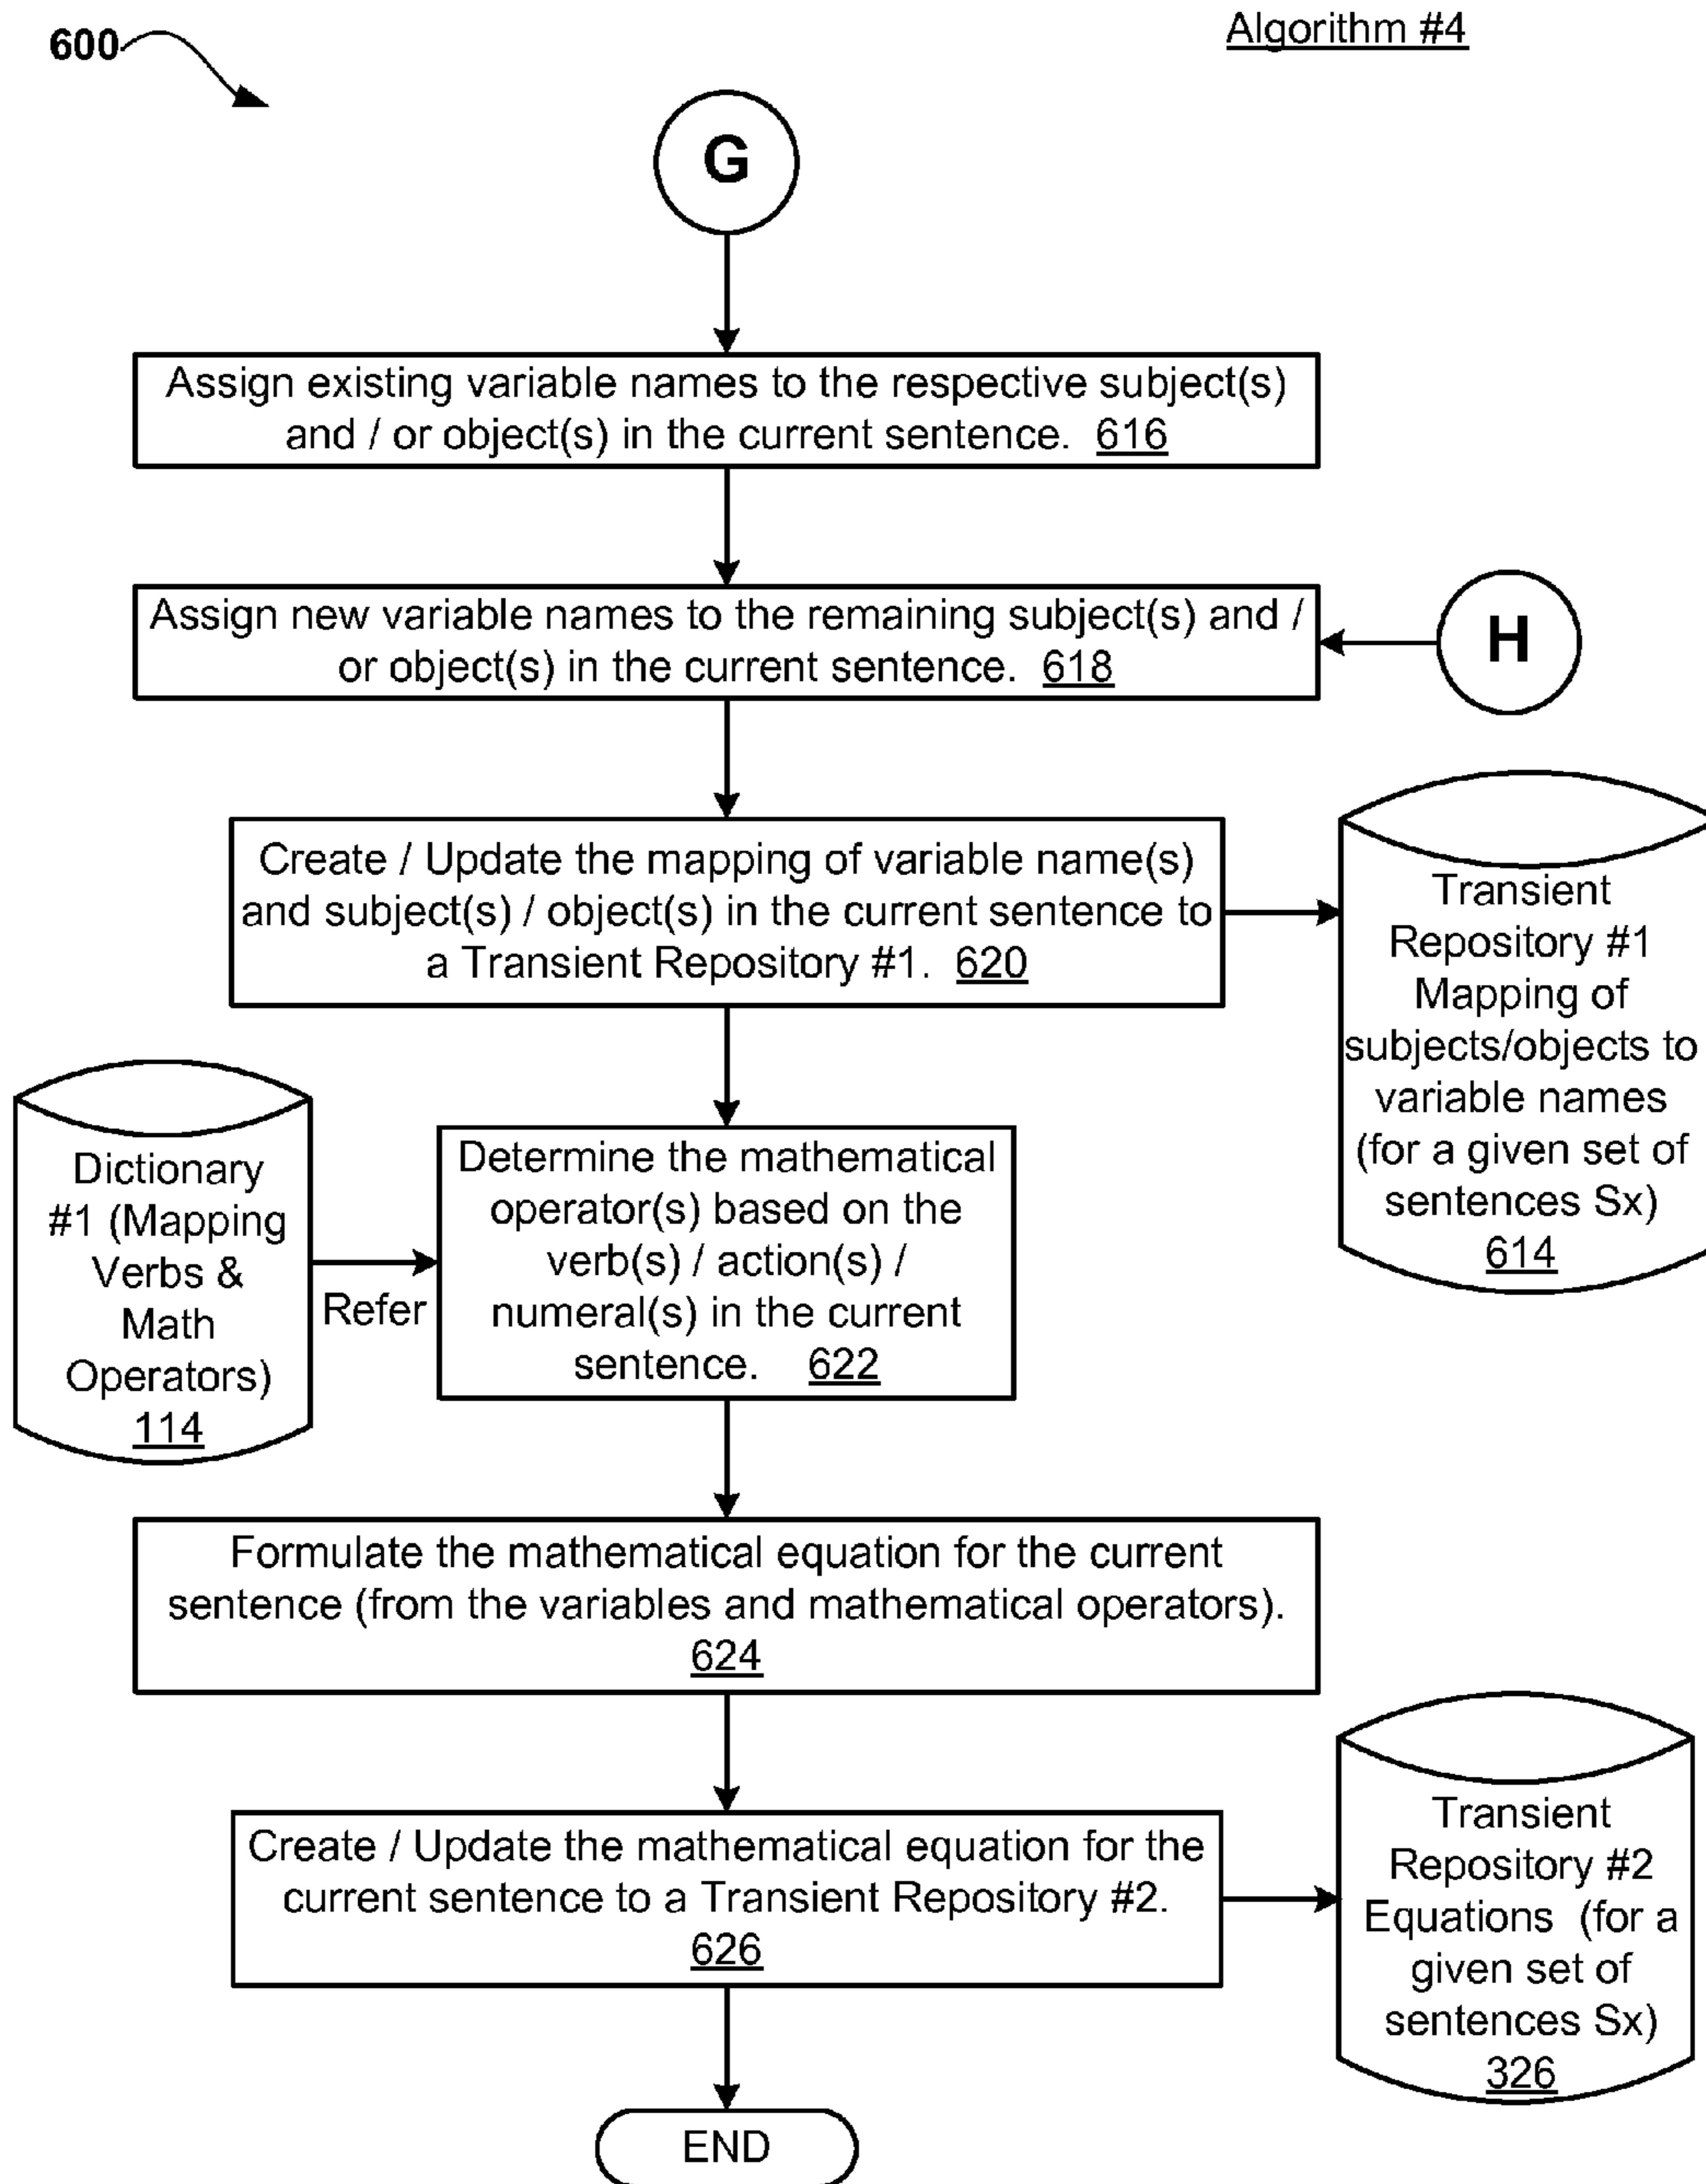 600
Algorithm #4
G
Assign existing variable names to the respective subject(s)
and / or object(s) in the current sentence. 616
Assign new variable names to the remaining subject(s) and /
or object(s) in the current sentence. 618
H
Create / Update the mapping of variable name(s)
and subject(s) / object(s) in the current sentence to
a Transient Repository #1. 620
Transient
Repository #1
Mapping of
subjects/objects to
variable names
(for a given set of
sentences Sx)
614
Dictionary
#1 (Mapping
Verbs &
Math
Operators)
114
Refer
Determine the mathematical
operator(s) based on the
verb(s) / action(s) /
numeral(s) in the current
sentence. 622
Formulate the mathematical equation for the current
sentence (from the variables and mathematical operators).
624
Create / Update the mathematical equation for the
current sentence to a Transient Repository #2.
626
Transient
Repository #2
Equations (for a
given set of
sentences Sx)
326
END